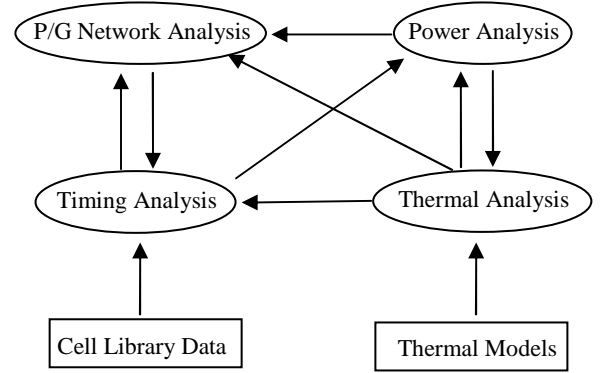 P/G Network Analysis
Power Analysis
Timing Analysis
Thermal Analysis
Cell Library Data
Thermal Models